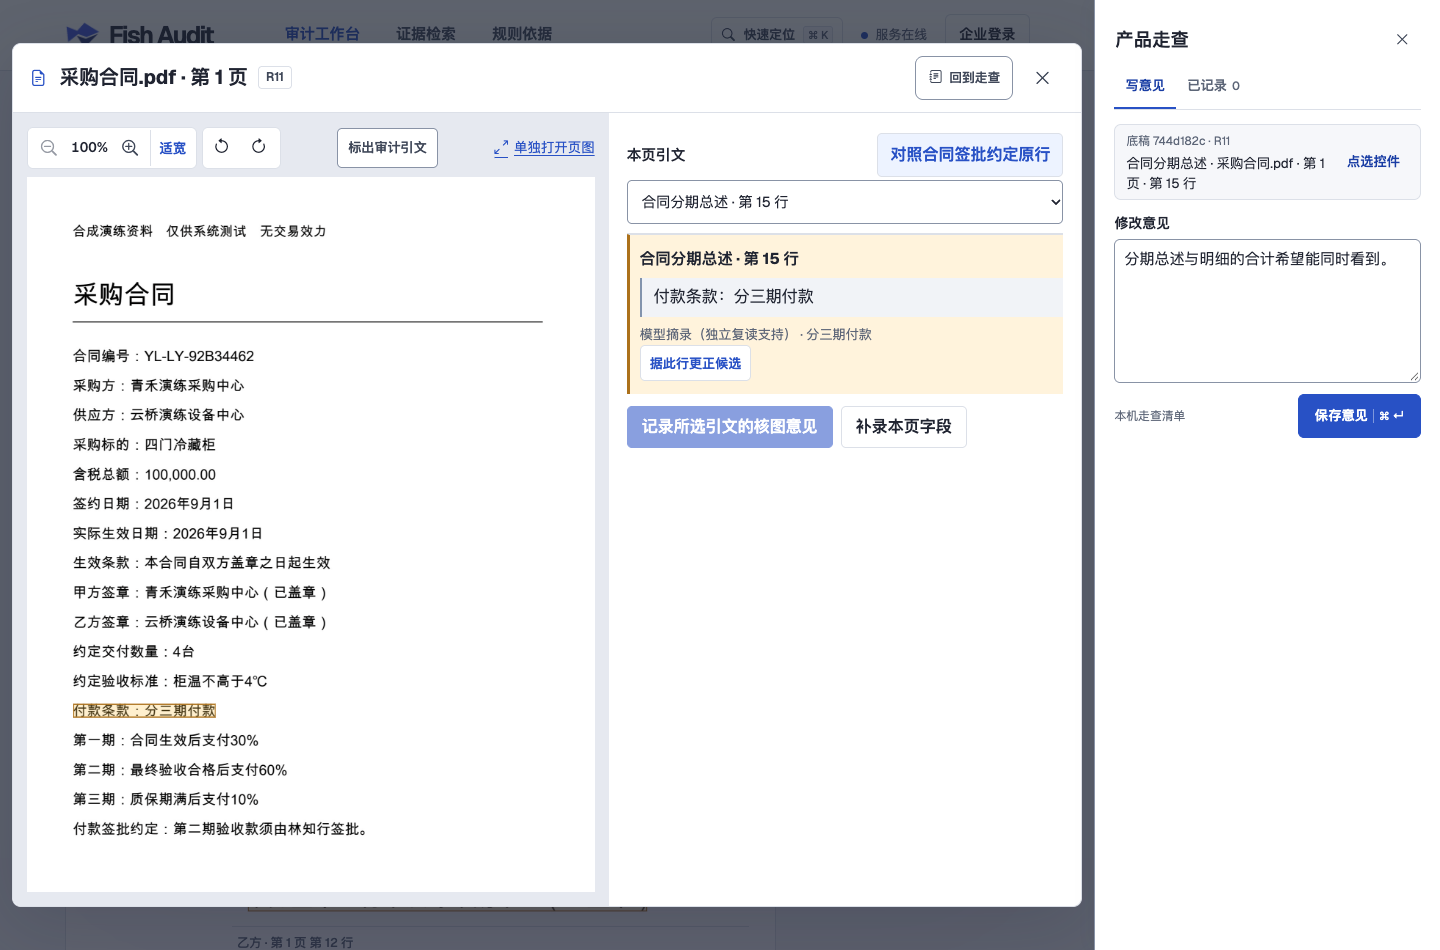 Fish Audit
审计工作台
证据检索
规则依据
快速定位 ⌘ K
服务在线
企业登录
采购合同.pdf · 第 1 页
R11
回到走查
100%
适宽
标出审计引文
单独打开页图
合成演练资料 仅供系统测试 无交易效力
采购合同
合同编号：YL-LY-92B34462
采购方：青禾演练采购中心
供应方：云桥演练设备中心
采购标的：四门冷藏柜
含税总额：100,000.00
签约日期：2026年9月1日
实际生效日期：2026年9月1日
生效条款：本合同自双方盖章之日起生效
甲方签章：青禾演练采购中心（已盖章）
乙方签章：云桥演练设备中心（已盖章）
约定交付数量：4台
约定验收标准：柜温不高于4℃
付款条款：分三期付款
第一期：合同生效后支付30%
第二期：最终验收合格后支付60%
第三期：质保期满后支付10%
付款签批约定：第二期验收款须由林知行签批。
本页引文
对照合同签批约定原行
合同分期总述 · 第 15 行
合同分期总述 · 第 15 行
付款条款：分三期付款
模型摘录（独立复读支持） · 分三期付款
据此行更正候选
记录所选引文的核图意见
补录本页字段
乙方 · 第 1 页 第 12 行
产品走查
写意见
已记录 0
底稿 744d182c · R11
合同分期总述 · 采购合同.pdf · 第 1
页 · 第 15 行
点选控件
修改意见
分期总述与明细的合计希望能同时看到。
本机走查清单
保存意见 ⌘ ↵